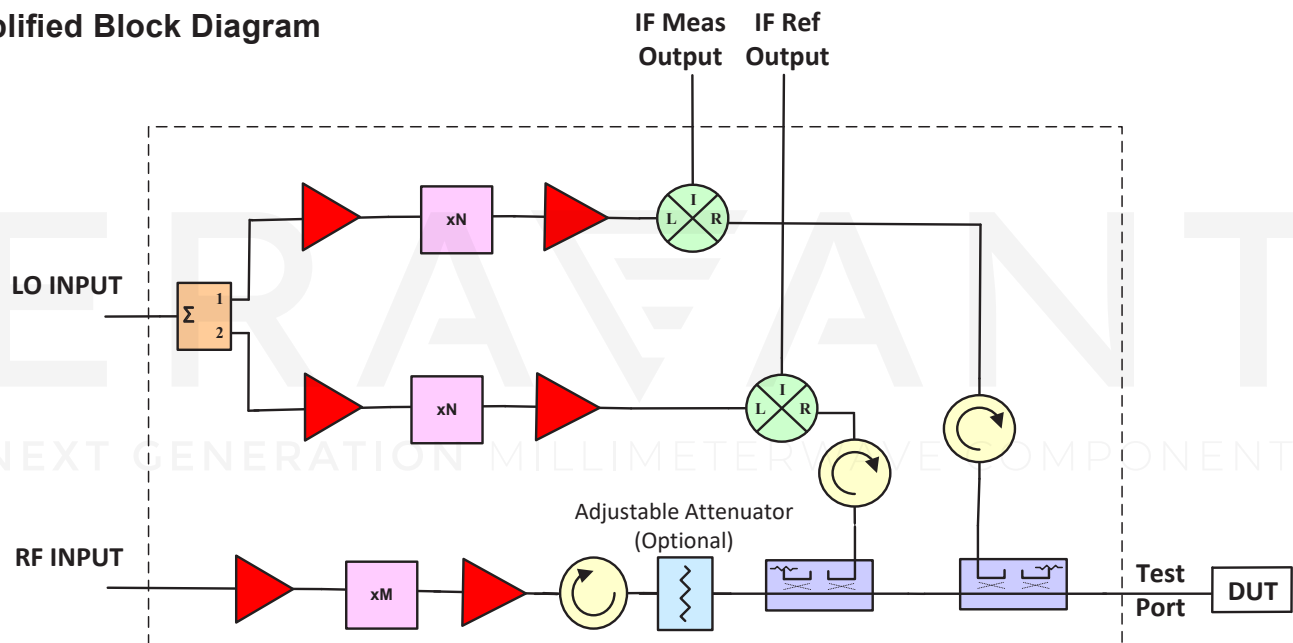 plified Block Diagram
IF Meas
Output
IF Ref
Output
I
L
R
xN
LO INPUT
Σ
1
2
ERAVANT
xN
I
L
R
NEXT GENERATION MILLIMETERWAVE COMPONENT
Adjustable Attenuator
(Optional)
RF INPUT
xM
Test
Port
DUT